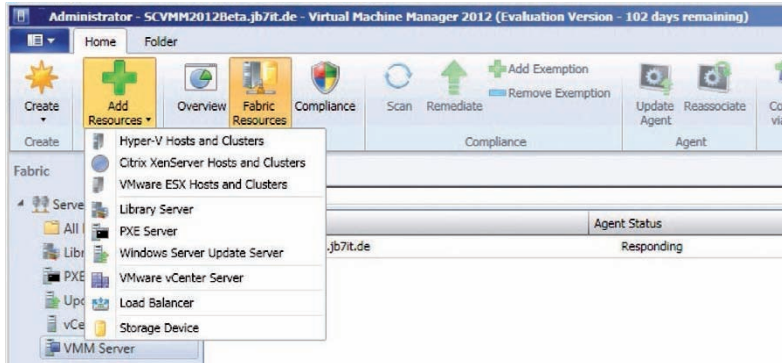 Administrator - SCVMM2012Beta.jb7it.de - Virtual Machine Manager 2012 (Evaluation Version - 102 days remaining)
Home Folder
Create Add Resources Overview Fabric Resources Compliance Scan Remediate Add Exemption Remove Exemption Update Agent Reassociate
Create Compliance Agent
Hyper-V Hosts and Clusters
Citrix XenServer Hosts and Clusters
VMware ESX Hosts and Clusters
Library Server
PXE Server
Windows Server Update Server
VMware vCenter Server
Load Balancer
Storage Device
Fabric
Serve
All
Libr
PXE
Upd
vCe
VMM Server
Agent Status
.jb7it.de Responding